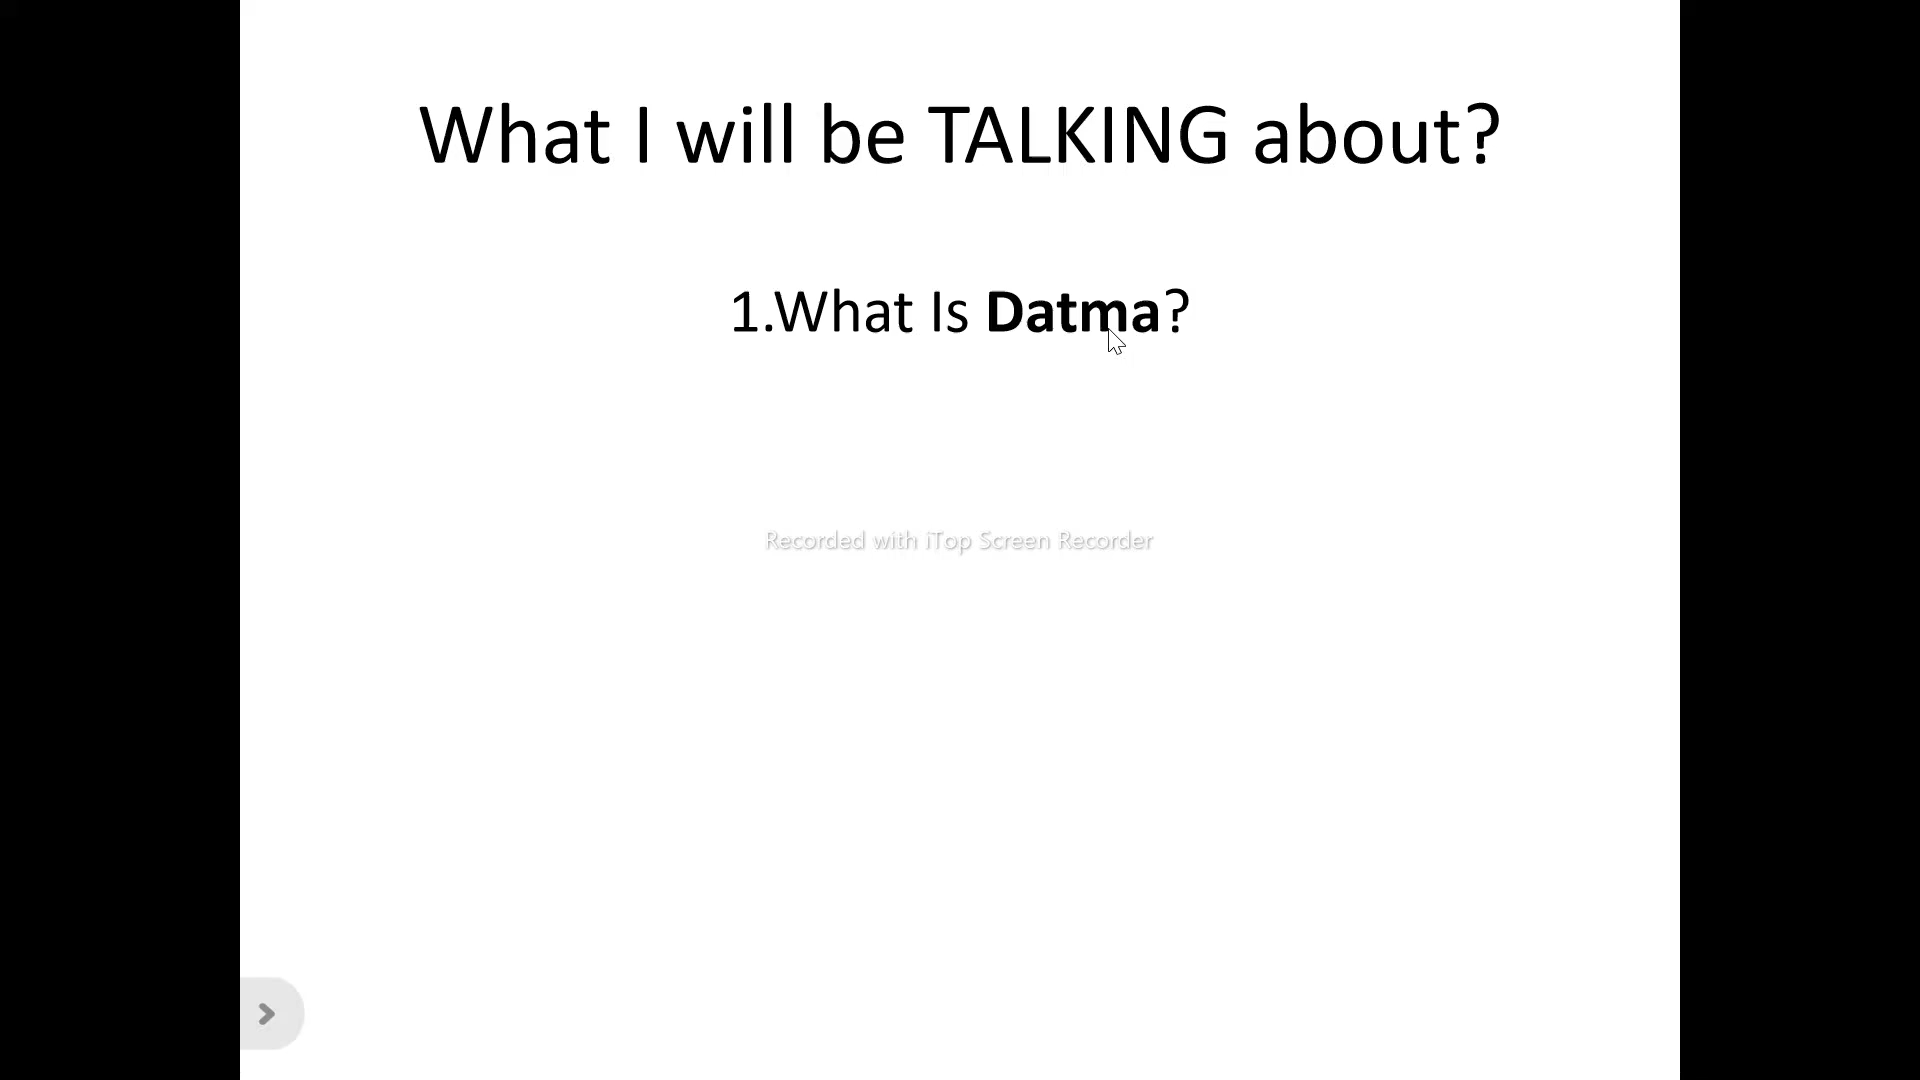 What I will be TALKING about?
1.What Is Datma?
Recorded with iTop Screen Recorder